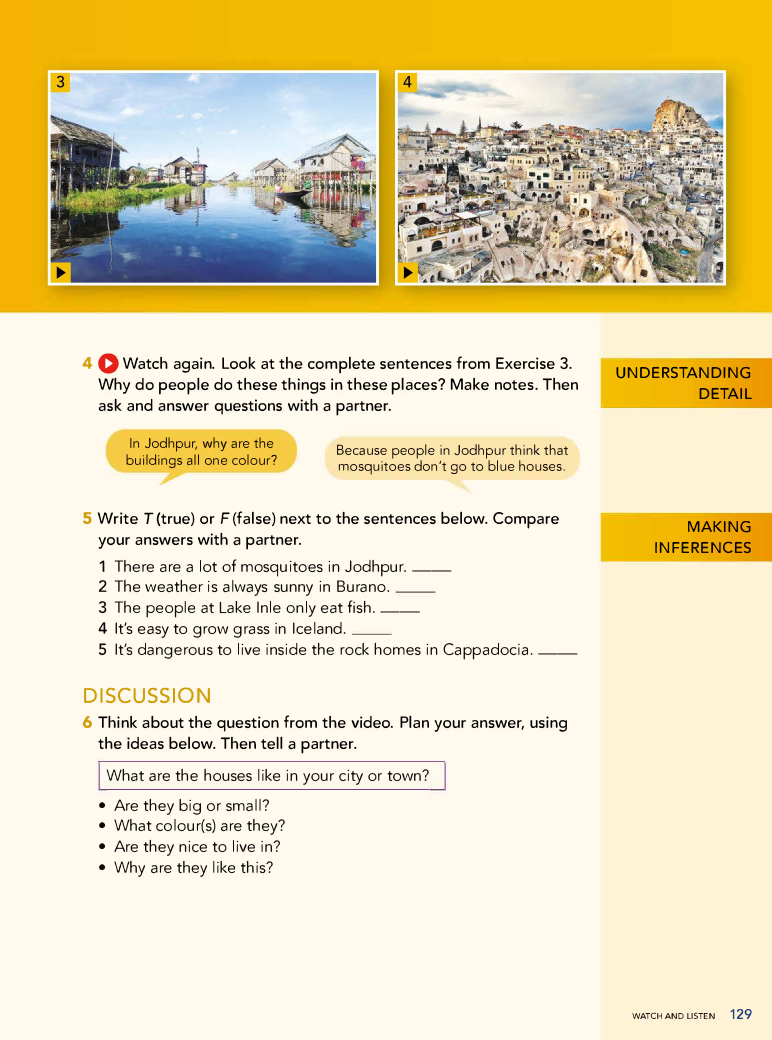 3
4
4 Watch again. Look at the complete sentences from Exercise 3.
Why do people do these things in these places? Make notes. Then
ask and answer questions with a partner.
UNDERSTANDING
DETAIL
In Jodhpur, why are the
buildings all one colour?
Because people in Jodhpur think that
mosquitoes don't go to blue houses.
5 Write T (true) or F (false) next to the sentences below. Compare
your answers with a partner.
MAKING
INFERENCES
1 There are a lot of mosquitoes in Jodhpur. _____
2 The weather is always sunny in Burano. _____
3 The people at Lake Inle only eat fish. _____
4 It's easy to grow grass in Iceland. _____
5 It's dangerous to live inside the rock homes in Cappadocia. _____
DISCUSSION
6 Think about the question from the video. Plan your answer, using
the ideas below. Then tell a partner.
What are the houses like in your city or town?
• Are they big or small?
• What colour(s) are they?
• Are they nice to live in?
• Why are they like this?
WATCH AND LISTEN 129